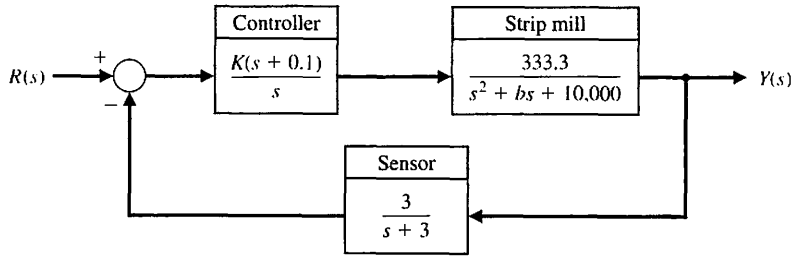 Controller
Strip mill
+
R(s)
K(s + 0.1)
s
333.3
s² + bs + 10,000
Y(s)
−
Sensor
3
s + 3